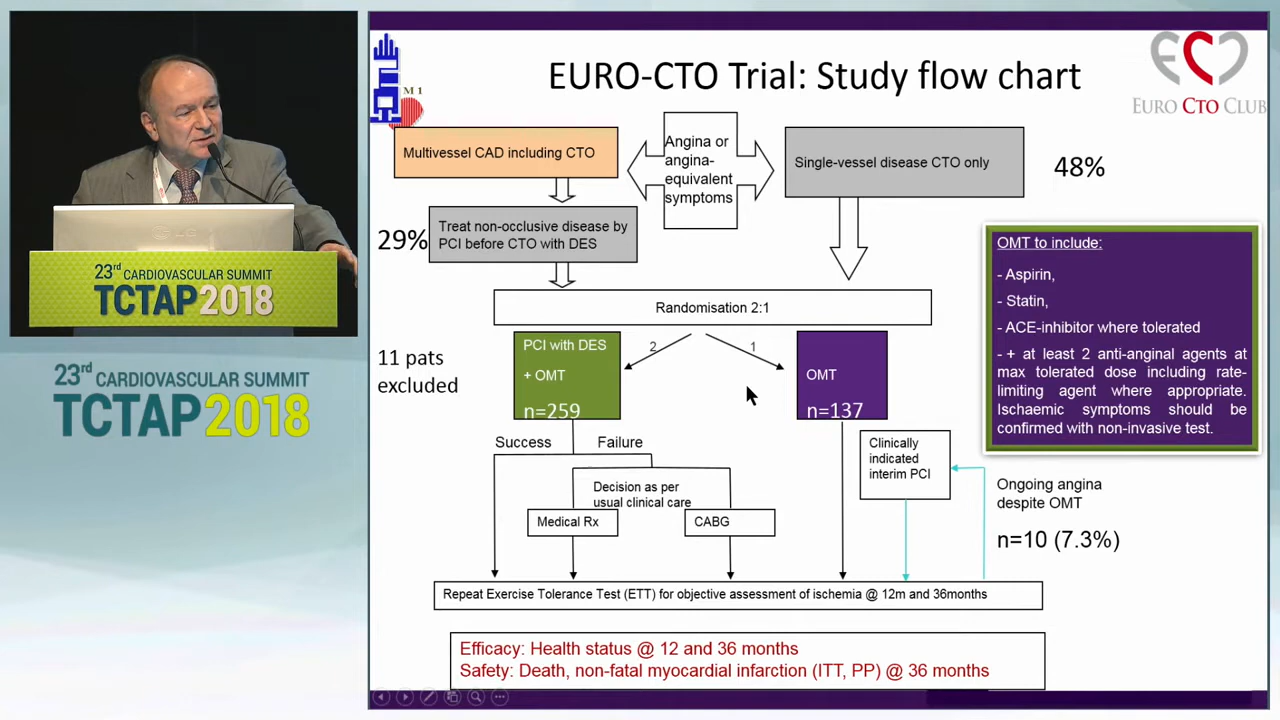 EURO-CTO Trial: Study flow chart
M1
EURO CTO CLUB
Multivessel CAD including CTO
Angina or
angina-
equivalent
symptoms
Single-vessel disease CTO only
48%
29%
Treat non-occlusive disease by
PCI before CTO with DES
Randomisation 2:1
11 pats
excluded
2
1
PCI with DES
+ OMT
n=259
OMT
n=137
OMT to include:
- Aspirin,
- Statin,
- ACE-inhibitor where tolerated
- + at least 2 anti-anginal agents at
max tolerated dose including rate-
limiting agent where appropriate.
Ischaemic symptoms should be
confirmed with non-invasive test.
Success
Failure
Decision as per
usual clinical care
Medical Rx
CABG
Clinically
indicated
interim PCI
Ongoing angina
despite OMT
n=10 (7.3%)
Repeat Exercise Tolerance Test (ETT) for objective assessment of ischemia @ 12m and 36months
Efficacy: Health status @ 12 and 36 months
Safety: Death, non-fatal myocardial infarction (ITT, PP) @ 36 months
LG
23rd
CARDIOVASCULAR SUMMIT
TCTAP2018
23rd
CARDIOVASCULAR SUMMIT
TCTAP2018